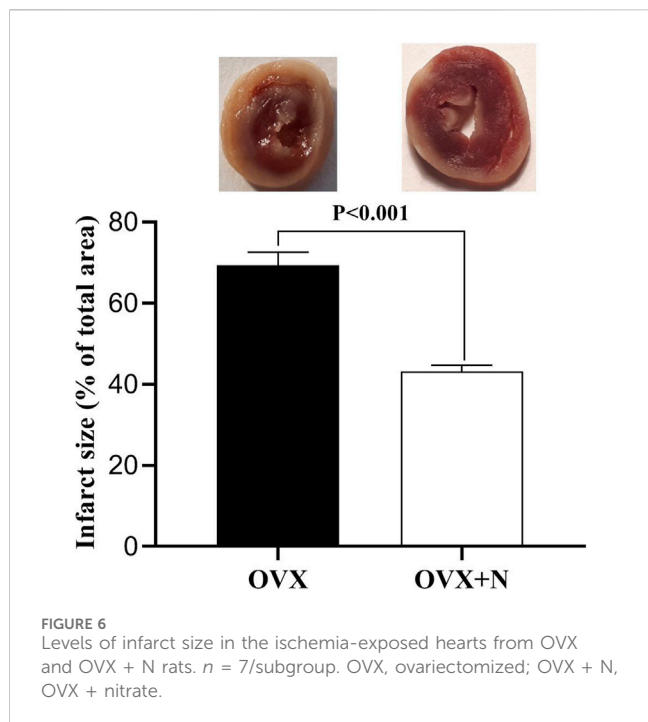 P<0.001
Infarct size (% of total area)
80
60
40
20
0
OVX
OVX+N
FIGURE 6
Levels of infarct size in the ischemia-exposed hearts from OVX
and OVX + N rats. n = 7/subgroup. OVX, ovariectomized; OVX + N,
OVX + nitrate.